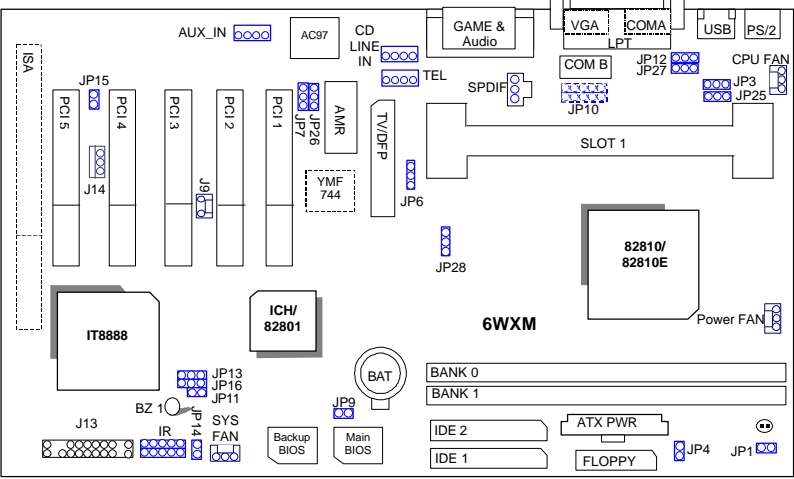 AUX_IN
AC97
CD
LINE
IN
TEL
GAME &
Audio
VGA
COMA
LPT
USB
PS/2
COM B
JP12
JP27
CPU FAN
JP3
JP25
SPDIF
JP10
ISA
JP15
J14
PCI 5
PCI 4
PCI 3
PCI 2
PCI 1
J9
JP7
JP26
AMR
TV/DFP
YMF
744
JP6
SLOT 1
JP28
82810/
82810E
6WXM
Power FAN
IT8888
ICH/
82801
JP13
JP16
JP11
BZ 1
BAT
JP9
BANK 0
BANK 1
J13
IR
JP14
SYS
FAN
Backup
BIOS
Main
BIOS
IDE 2
IDE 1
ATX PWR
FLOPPY
JP4
JP1